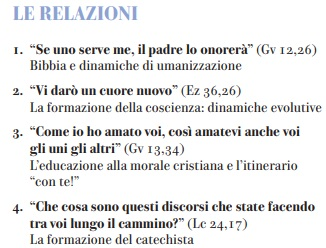 LE RELAZIONI
1. “Se uno serve me, il padre lo onorerà” (Gv 12,26)
Bibbia e dinamiche di umanizzazione
2. “Vi darò un cuore nuovo” (Ez 36,26)
La formazione della coscienza: dinamiche evolutive
3. “Come io ho amato voi, così amatevi anche voi
gli uni gli altri” (Gv 13,34)
L’educazione alla morale cristiana e l’itinerario
“con te!”
4. “Che cosa sono questi discorsi che state facendo
tra voi lungo il cammino?” (Lc 24,17)
La formazione del catechista